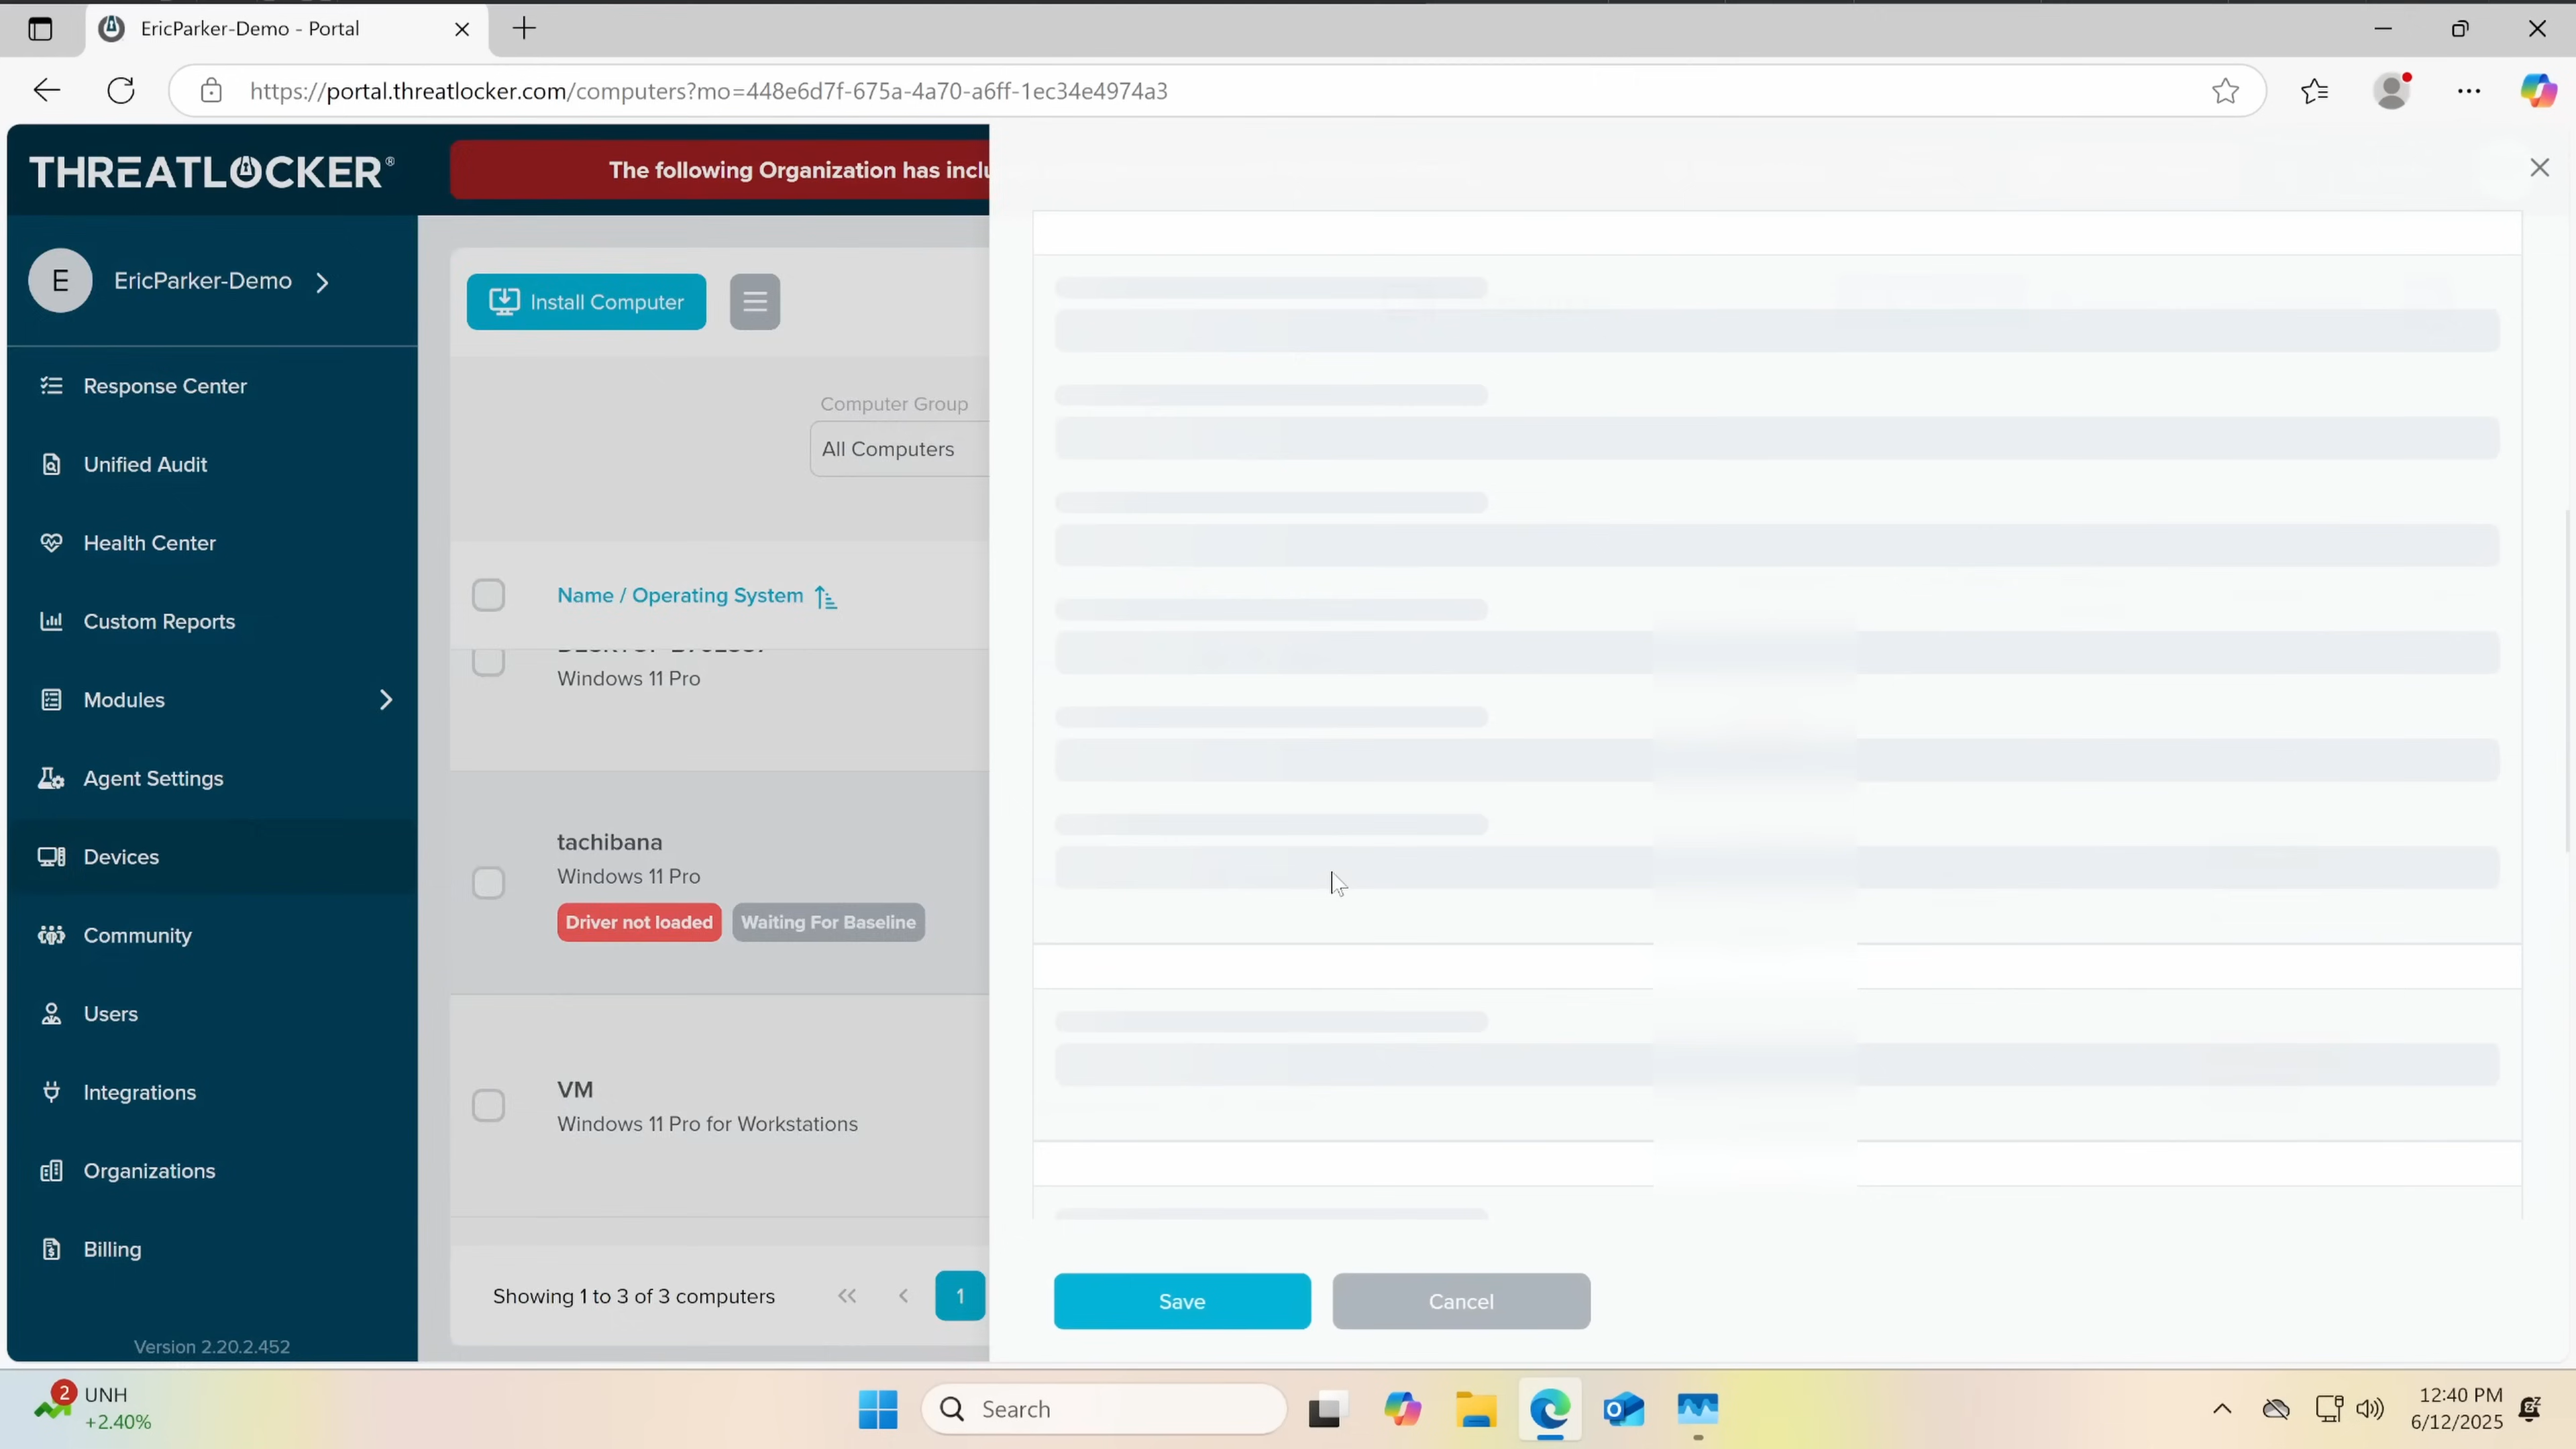 EricParker-Demo - Portal
https://portal.threatlocker.com/computers?mo=448e6d7f-675a-4a70-a6ff-1ec34e4974a3
THREATLOCKER®
The following Organization has inclu
E
EricParker-Demo
Install Computer
Response Center
Computer Group
Unified Audit
All Computers
Health Center
Name / Operating System
Custom Reports
Windows 11 Pro
Modules
Agent Settings
tachibana
Devices
Windows 11 Pro
Driver not loaded
Waiting For Baseline
Community
Users
VM
Integrations
Windows 11 Pro for Workstations
Organizations
Billing
Showing 1 to 3 of 3 computers
1
Save
Cancel
Version 2.20.2.452
2
UNH
+2.40%
Search
12:40 PM
6/12/2025